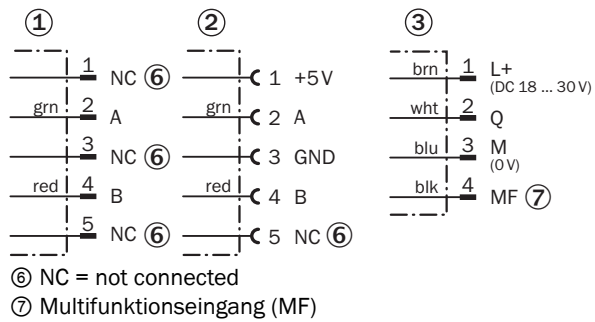 ① ② ③
1 NC ⑥
grn 2 A
3 NC ⑥
red 4 B
5 NC ⑥
1 +5V
grn 2 A
3 GND
red 4 B
5 NC ⑥
brn 1 L+
(DC 18 ... 30 V)
wht 2 Q
blu 3 M
(0 V)
blk 4 MF ⑦
⑥ NC = not connected
⑦ Multifunktionseingang (MF)